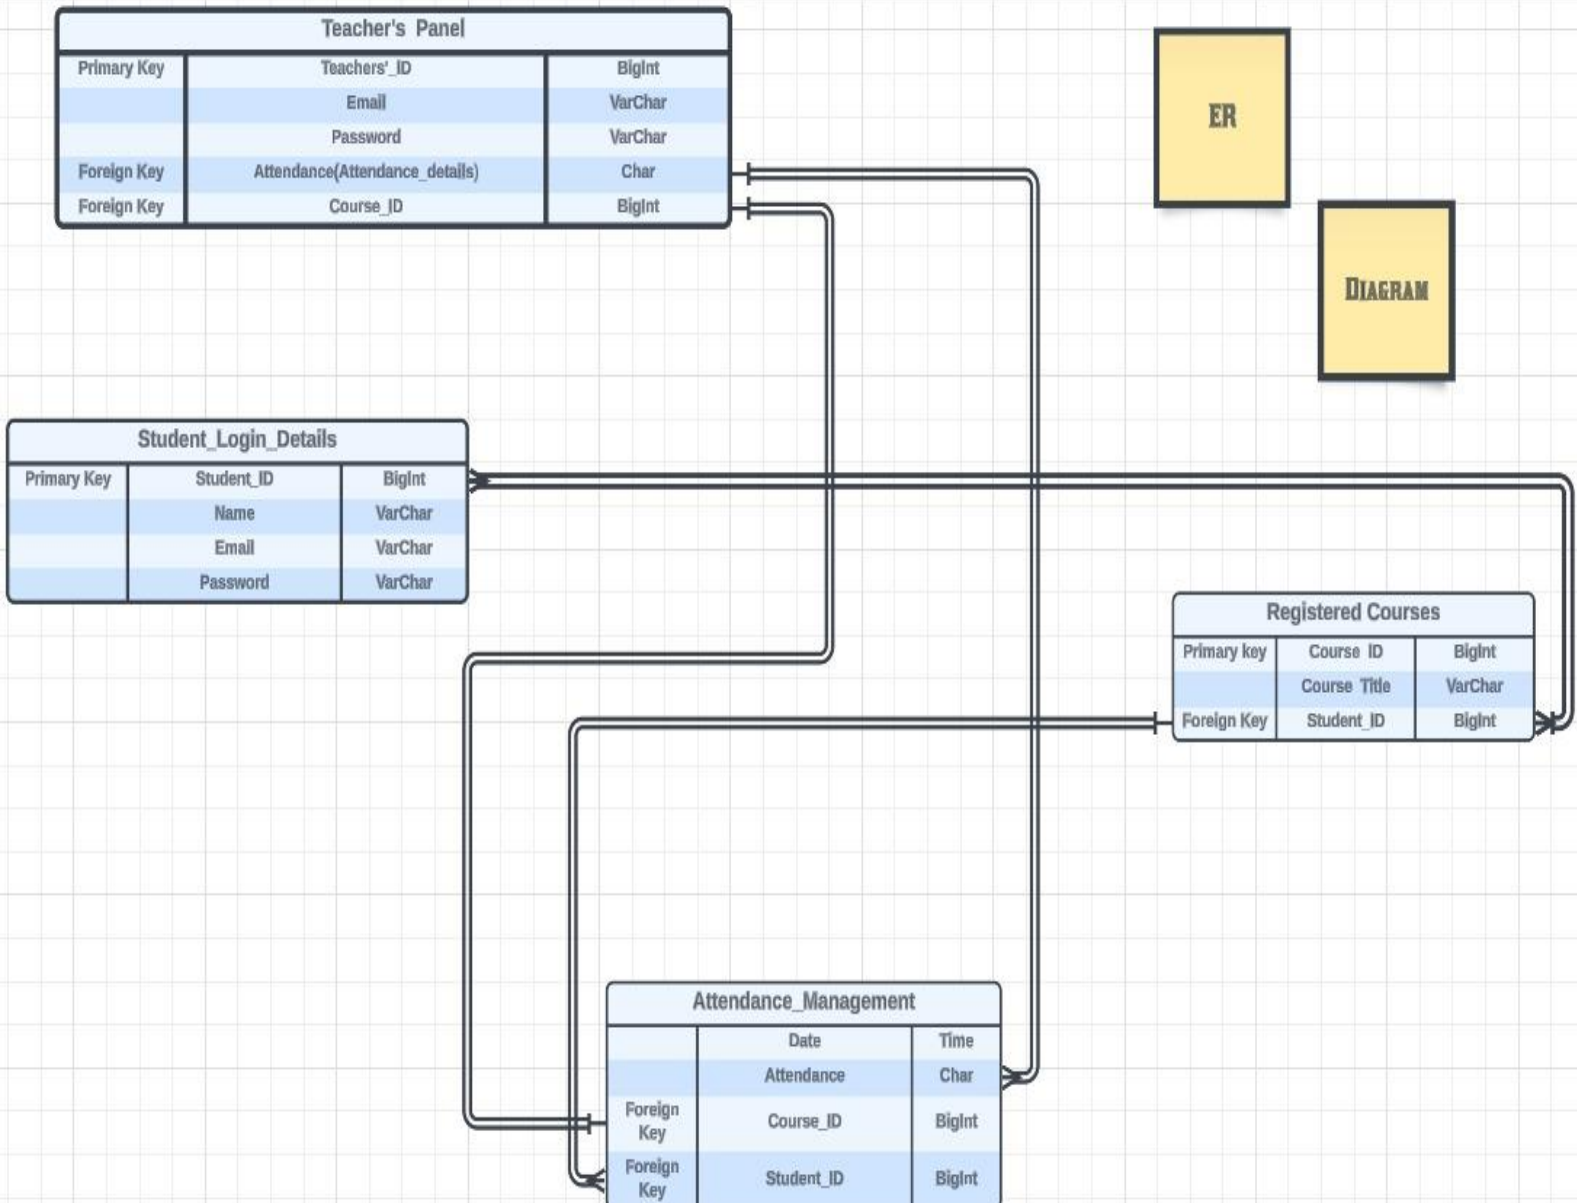 Teacher's Panel
Primary Key Teachers'_ID BigInt
Email VarChar
Password VarChar
Foreign Key Attendance(Attendance_details) Char
Foreign Key Course_ID BigInt
ER
DIAGRAM
Student_Login_Details
Primary Key Student_ID BigInt
Name VarChar
Email VarChar
Password VarChar
Registered Courses
Primary key Course ID BigInt
Course Title VarChar
Foreign Key Student_ID BigInt
Attendance_Management
Date Time
Attendance Char
Foreign
Key Course_ID BigInt
Foreign
Key Student_ID BigInt